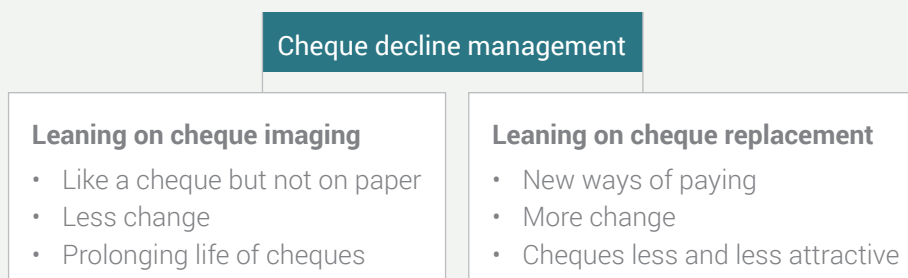 Cheque decline management
Leaning on cheque imaging
• Like a cheque but not on paper
• Less change
• Prolonging life of cheques
Leaning on cheque replacement
• New ways of paying
• More change
• Cheques less and less attractive